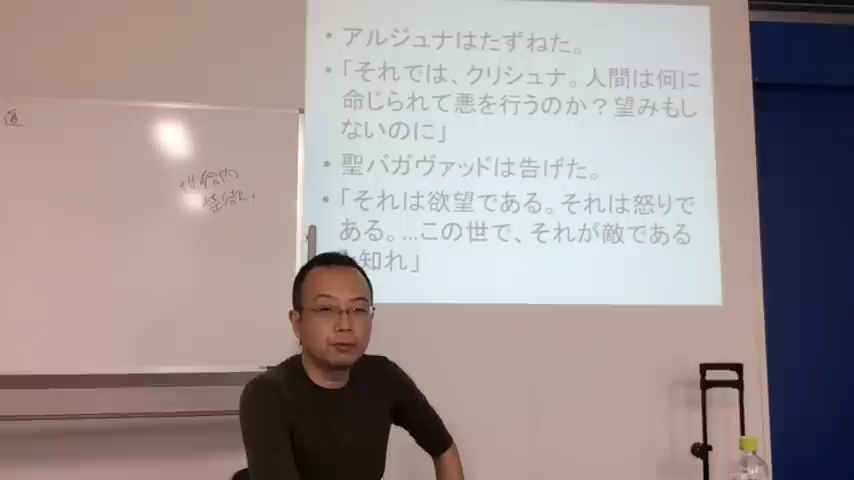 • アルジュナはたずねた。
• 「それでは、クリシュナ。人間は何に
命じられて悪を行うのか？望みもし
ないのに」
• 聖バガヴァッドは告げた。
• 「それは欲望である。それは怒りで
ある。…この世で、それが敵である
知れ」